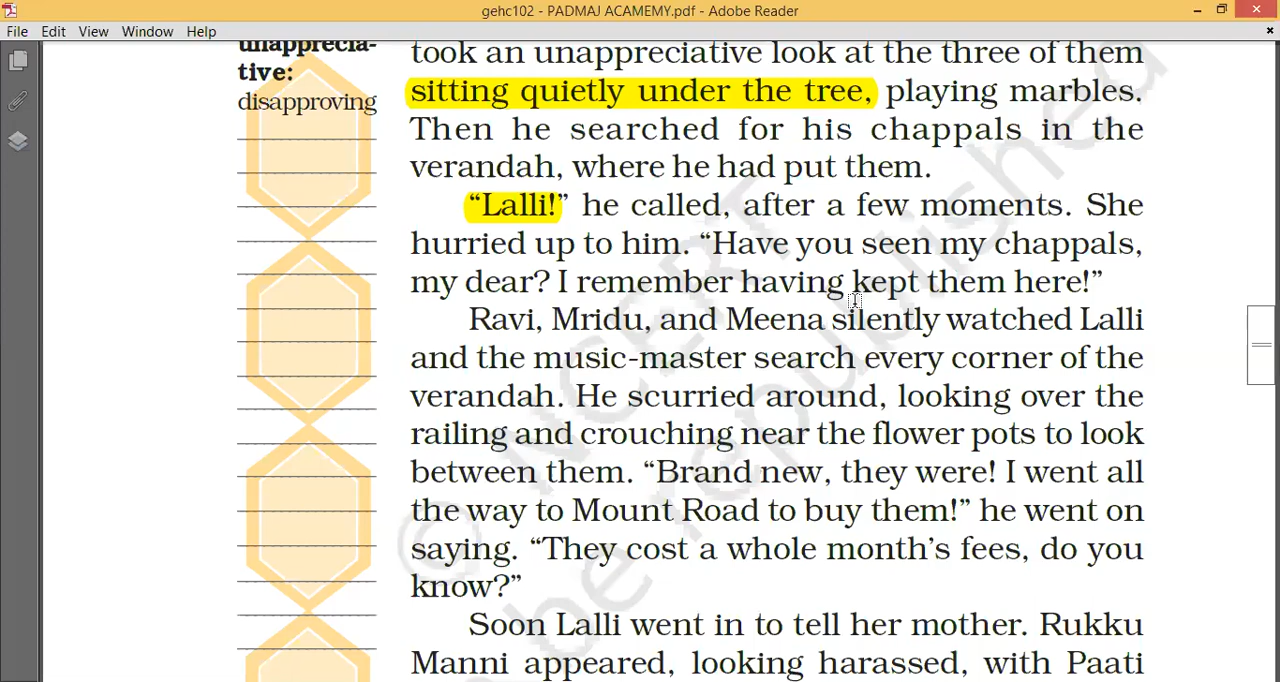 gehc102 - PADMAJ ACAMEMY.pdf - Adobe Reader
File Edit View Window Help
unapprecia-
tive:
disapproving
took an unappreciative look at the three of them
sitting quietly under the tree, playing marbles.
Then he searched for his chappals in the
verandah, where he had put them.
“Lalli!” he called, after a few moments. She
hurried up to him. “Have you seen my chappals,
my dear? I remember having kept them here!”
Ravi, Mridu, and Meena silently watched Lalli
and the music-master search every corner of the
verandah. He scurried around, looking over the
railing and crouching near the flower pots to look
between them. “Brand new, they were! I went all
the way to Mount Road to buy them!” he went on
saying. “They cost a whole month’s fees, do you
know?”
Soon Lalli went in to tell her mother. Rukku
Manni appeared, looking harassed, with Paati
© NCERT
be republished